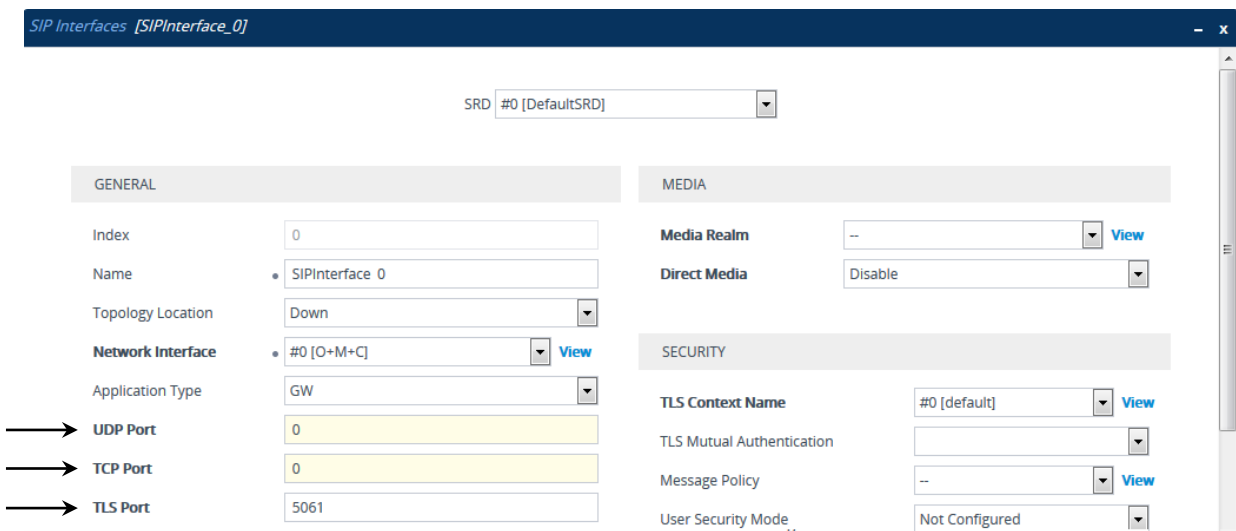 SIP Interfaces [SIPInterface_0]
– x
SRD #0 [DefaultSRD]
GENERAL
Index 0
Name SIPInterface_0
Topology Location Down
Network Interface #0 [O+M+C] View
Application Type GW
UDP Port 0
TCP Port 0
TLS Port 5061
MEDIA
Media Realm -- View
Direct Media Disable
SECURITY
TLS Context Name #0 [default] View
TLS Mutual Authentication
Message Policy -- View
User Security Mode Not Configured